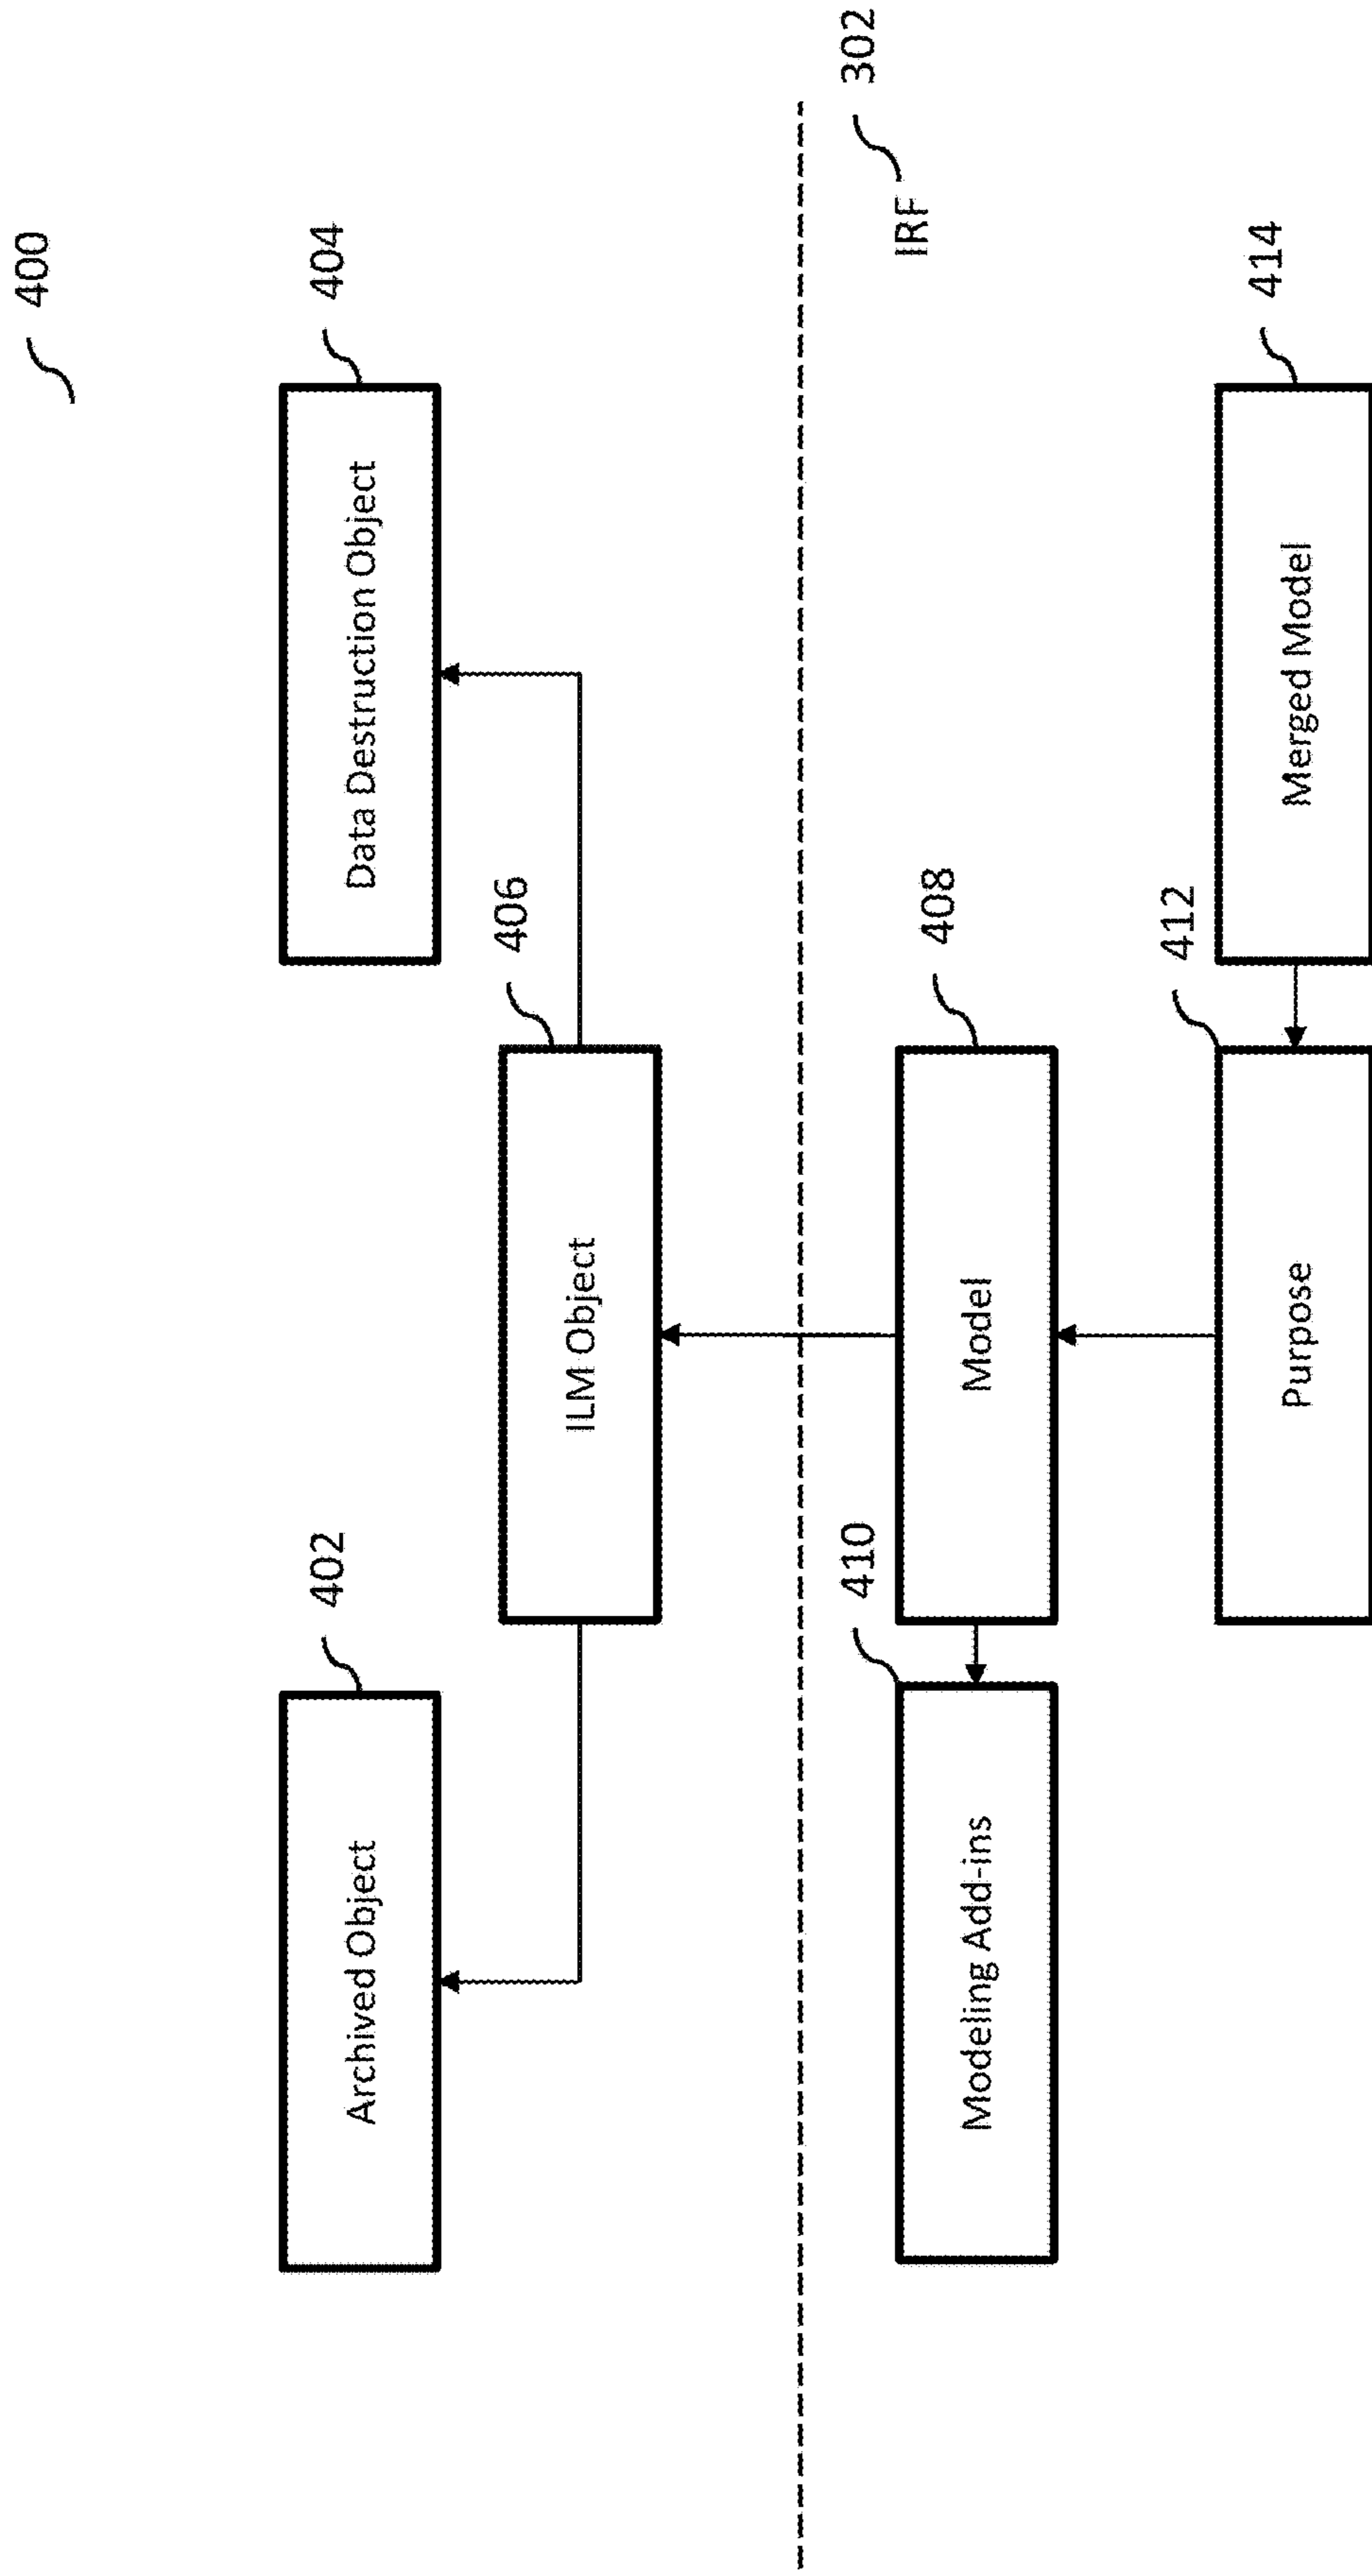 400
Archived Object
402
Data Destruction Object
404
ILM Object
406
IRF
302
Modeling Add-ins
410
Model
408
Purpose
412
Merged Model
414